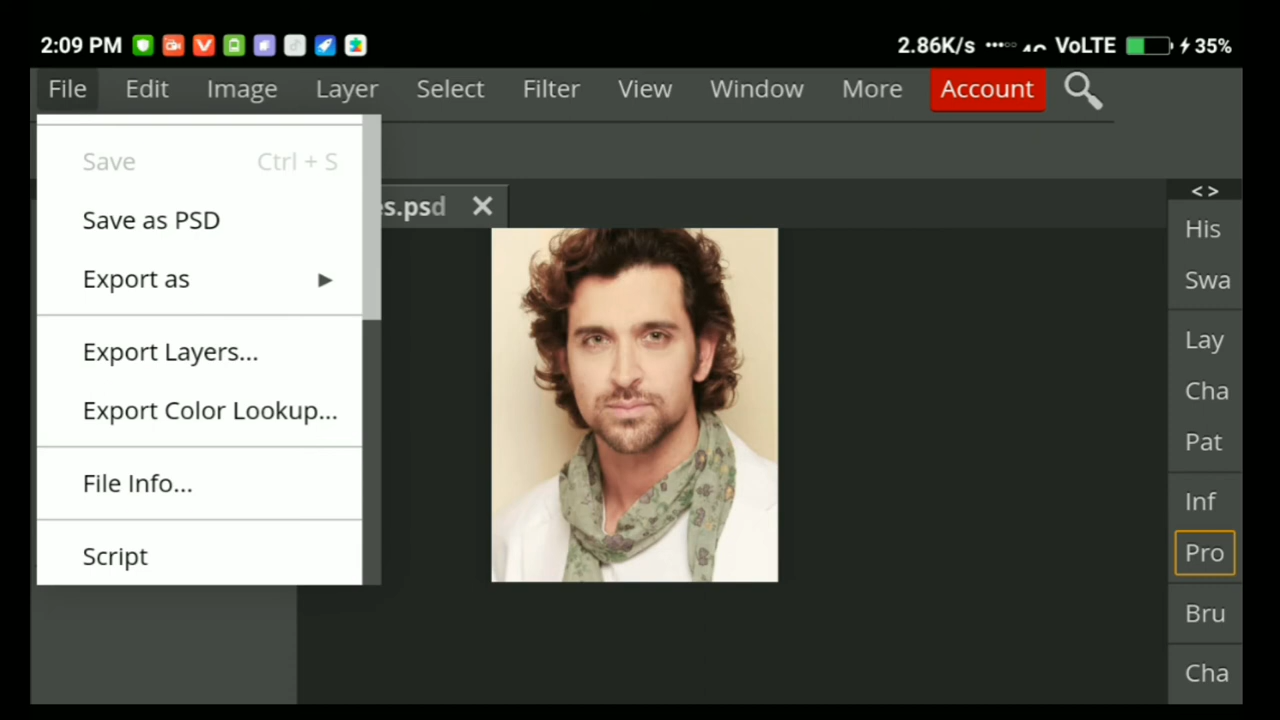 2:09 PM
2.86K/s VoLTE 35%
File Edit Image Layer Select Filter View Window More Account
Save Ctrl + S
Save as PSD
Export as
Export Layers...
Export Color Lookup...
File Info...
Script
s.psd
< >
His
Swa
Lay
Cha
Pat
Inf
Pro
Bru
Cha